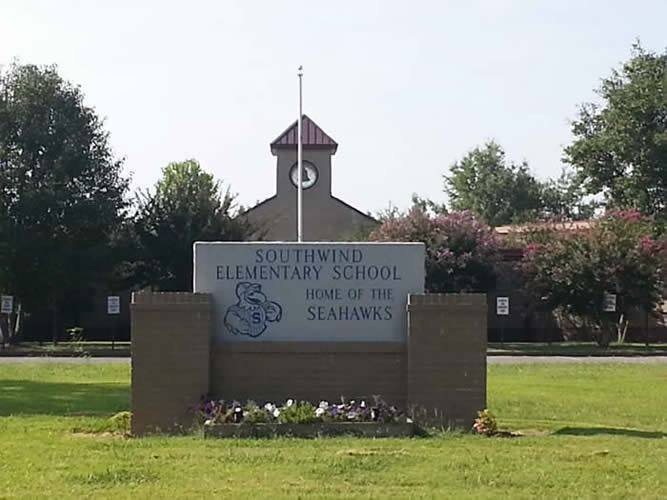 SOUTHWIND
ELEMENTARY SCHOOL
HOME OF THE
SEAHAWKS
S